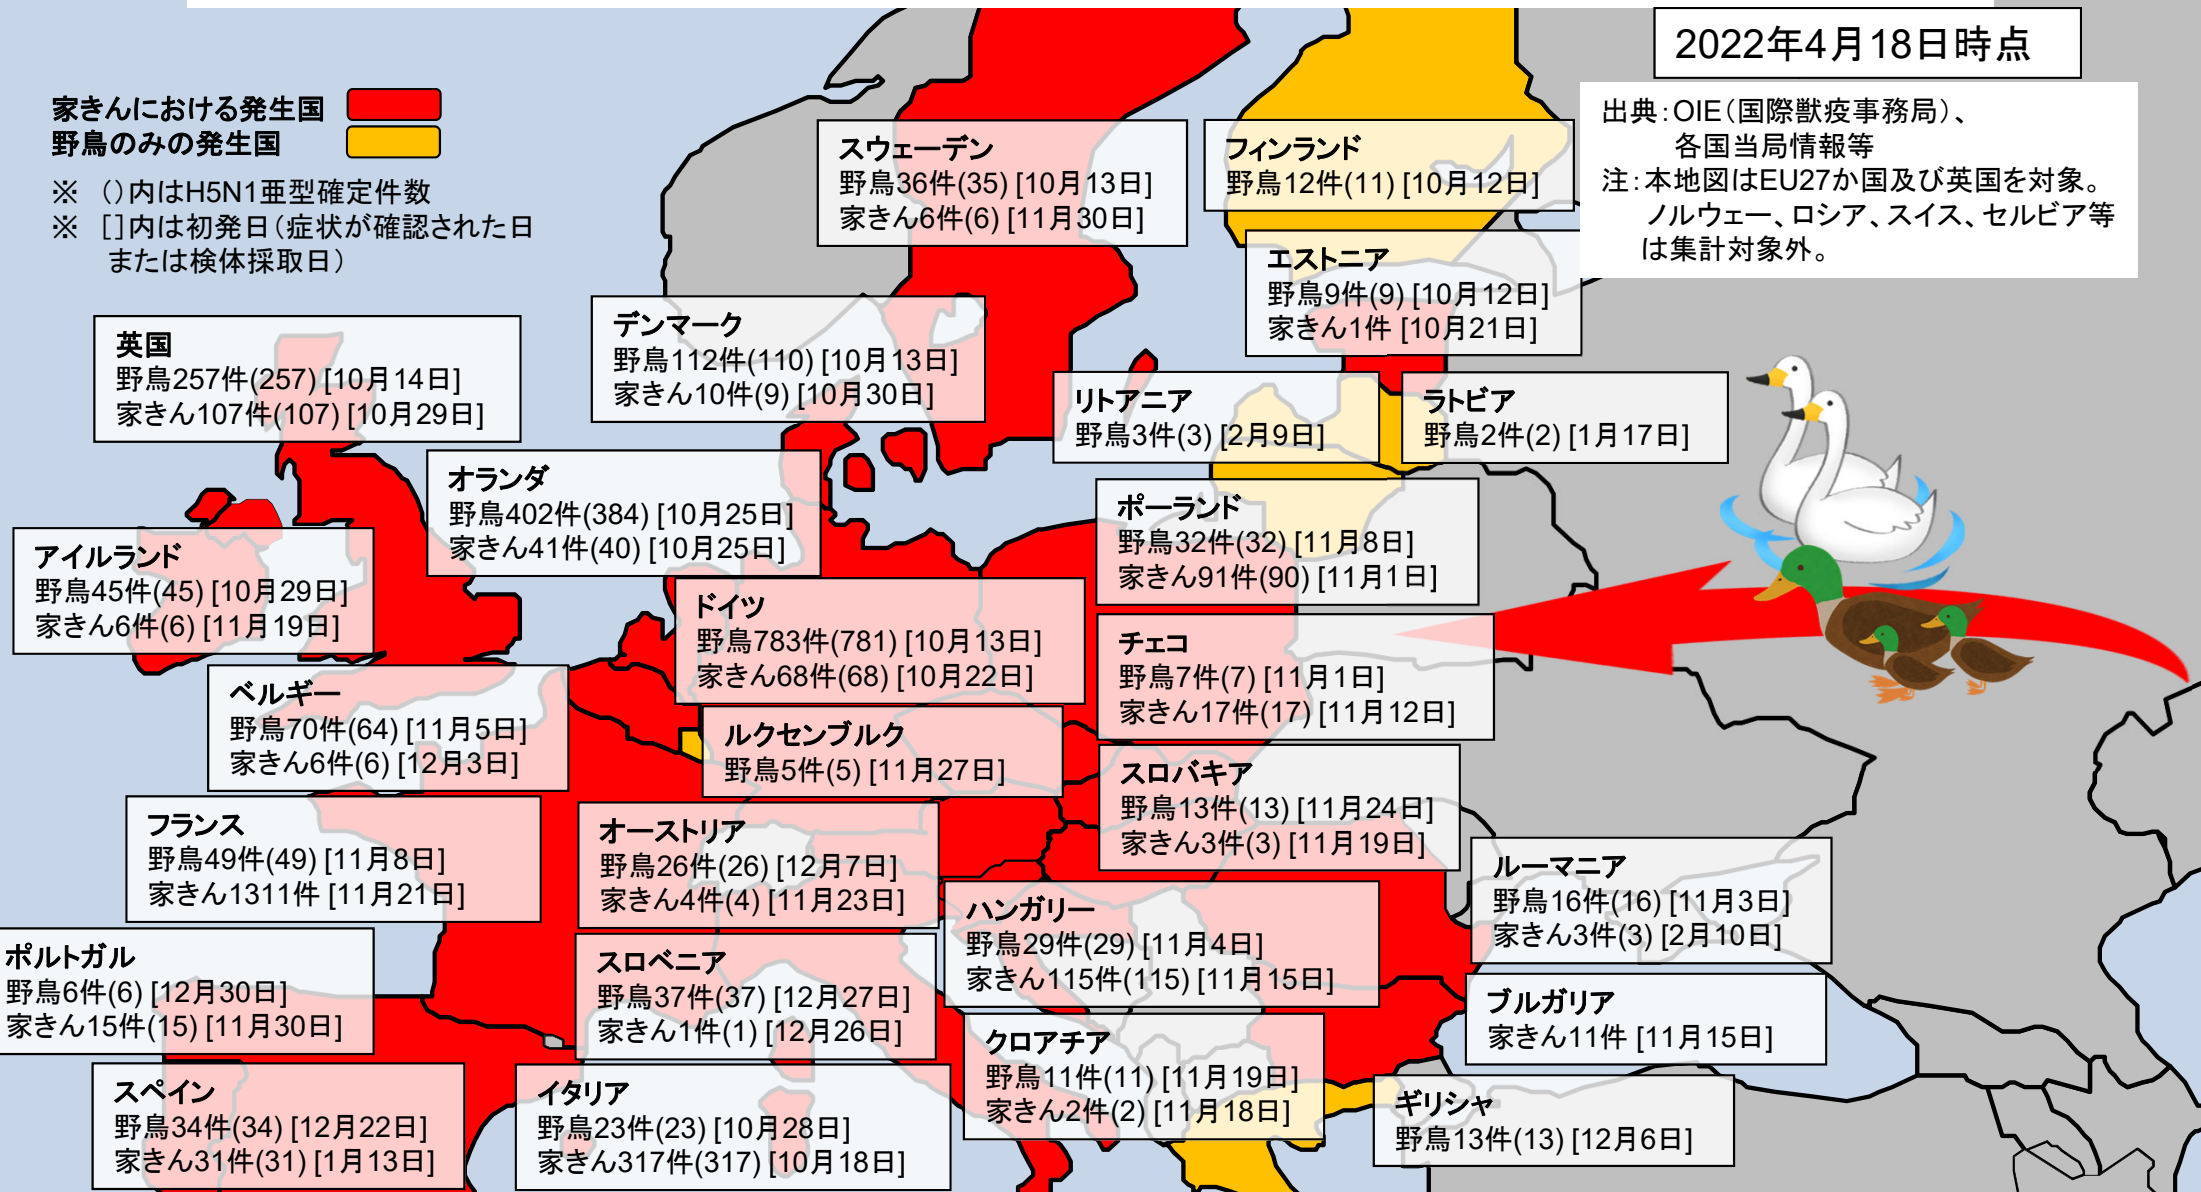 2022年4月18日時点
家きんにおける発生国
野鳥のみの発生国
※ ()内はH5N1亜型確定件数
※ []内は初発日(症状が確認された日
または検体採取日)
出典:OIE(国際獣疫事務局)、
各国当局情報等
注:本地図はEU27か国及び英国を対象。
ノルウェー、ロシア、スイス、セルビア等
は集計対象外。
スウェーデン
野鳥36件(35) [10月13日]
家きん6件(6) [11月30日]
フィンランド
野鳥12件(11) [10月12日]
エストニア
野鳥9件(9) [10月12日]
家きん1件 [10月21日]
英国
野鳥257件(257) [10月14日]
家きん107件(107) [10月29日]
デンマーク
野鳥112件(110) [10月13日]
家きん10件(9) [10月30日]
リトアニア
野鳥3件(3) [2月9日]
ラトビア
野鳥2件(2) [1月17日]
オランダ
野鳥402件(384) [10月25日]
家きん41件(40) [10月25日]
ポーランド
野鳥32件(32) [11月8日]
家きん91件(90) [11月1日]
アイルランド
野鳥45件(45) [10月29日]
家きん6件(6) [11月19日]
ドイツ
野鳥783件(781) [10月13日]
家きん68件(68) [10月22日]
チェコ
野鳥7件(7) [11月1日]
家きん17件(17) [11月12日]
ベルギー
野鳥70件(64) [11月5日]
家きん6件(6) [12月3日]
ルクセンブルク
野鳥5件(5) [11月27日]
スロバキア
野鳥13件(13) [11月24日]
家きん3件(3) [11月19日]
フランス
野鳥49件(49) [11月8日]
家きん1311件 [11月21日]
オーストリア
野鳥26件(26) [12月7日]
家きん4件(4) [11月23日]
ルーマニア
野鳥16件(16) [11月3日]
家きん3件(3) [2月10日]
ハンガリー
野鳥29件(29) [11月4日]
家きん115件(115) [11月15日]
ポルトガル
野鳥6件(6) [12月30日]
家きん15件(15) [11月30日]
スロベニア
野鳥37件(37) [12月27日]
家きん1件(1) [12月26日]
ブルガリア
家きん11件 [11月15日]
クロアチア
野鳥11件(11) [11月19日]
家きん2件(2) [11月18日]
スペイン
野鳥34件(34) [12月22日]
家きん31件(31) [1月13日]
イタリア
野鳥23件(23) [10月28日]
家きん317件(317) [10月18日]
ギリシャ
野鳥13件(13) [12月6日]